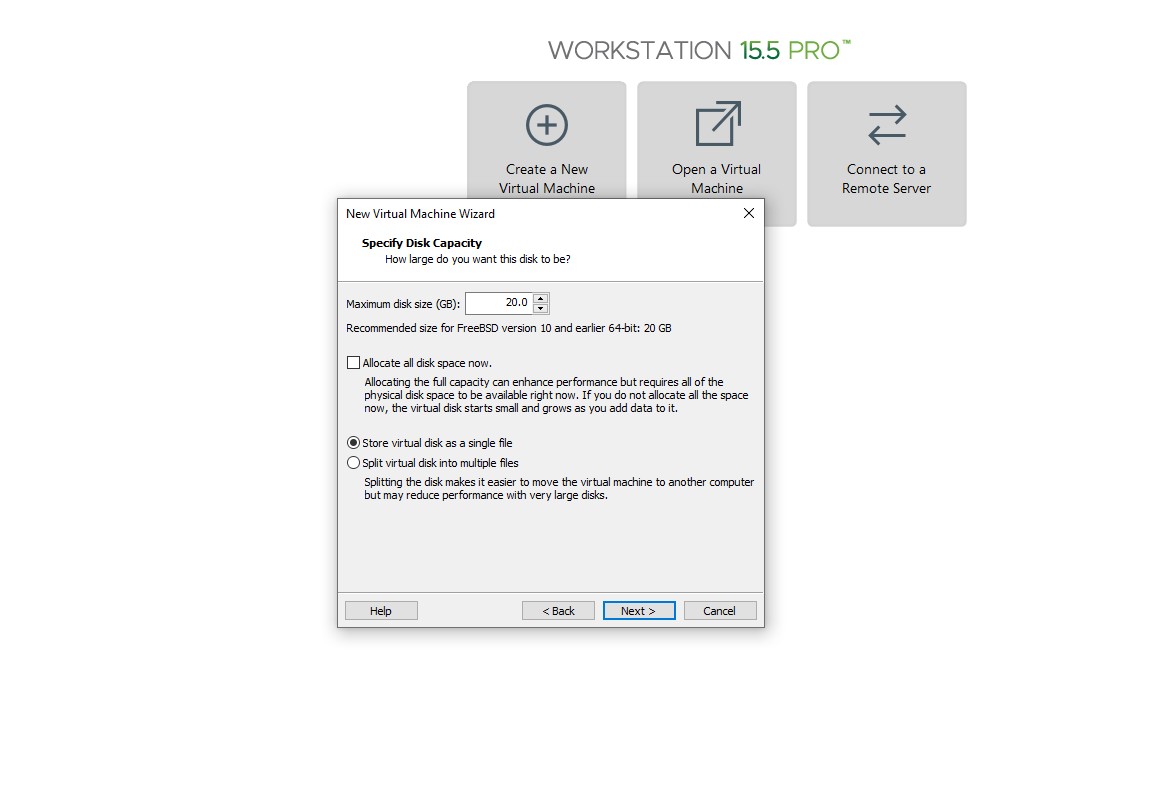 WORKSTATION 15.5 PRO™
Create a New
Virtual Machine
Open a Virtual
Machine
Connect to a
Remote Server
New Virtual Machine Wizard
Specify Disk Capacity
How large do you want this disk to be?
Maximum disk size (GB): 20.0
Recommended size for FreeBSD version 10 and earlier 64-bit: 20 GB
Allocate all disk space now.
Allocating the full capacity can enhance performance but requires all of the
physical disk space to be available right now. If you do not allocate all the space
now, the virtual disk starts small and grows as you add data to it.
Store virtual disk as a single file
Split virtual disk into multiple files
Splitting the disk makes it easier to move the virtual machine to another computer
but may reduce performance with very large disks.
Help < Back Next > Cancel